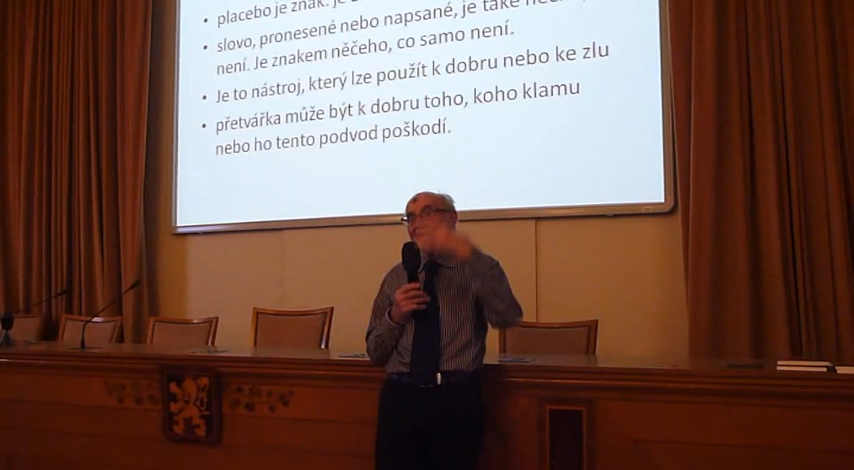 placebo je znak. je
slovo, pronesené nebo napsané, je také
není. Je znakem něčeho, co samo není.
Je to nástroj, který lze použít k dobru nebo ke zlu
přetvářka může být k dobru toho, koho klamu
nebo ho tento podvod poškodí.